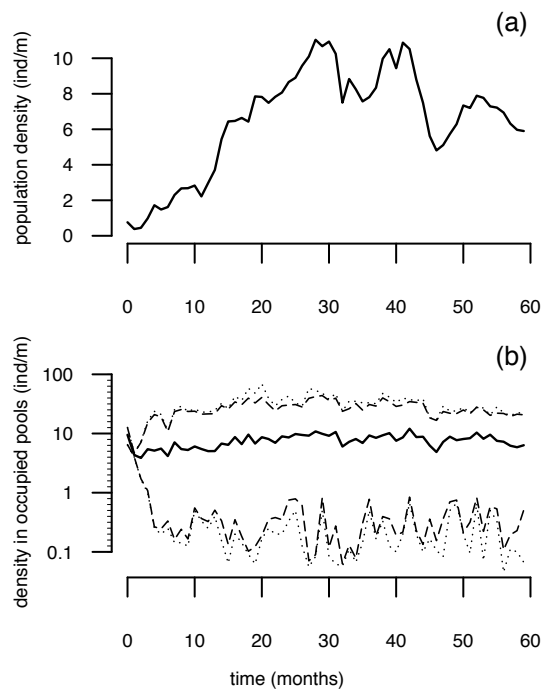 (a)
population density (ind/m)
10
8
6
4
2
0
0 10 20 30 40 50 60
(b)
density in occupied pools (ind/m)
100
10
1
0.1
0 10 20 30 40 50 60
time (months)